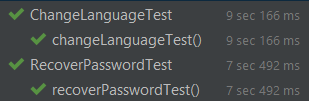 ChangeLanguageTest 9 sec 166 ms
changeLanguageTest() 9 sec 166 ms
RecoverPasswordTest 7 sec 492 ms
recoverPasswordTest() 7 sec 492 ms